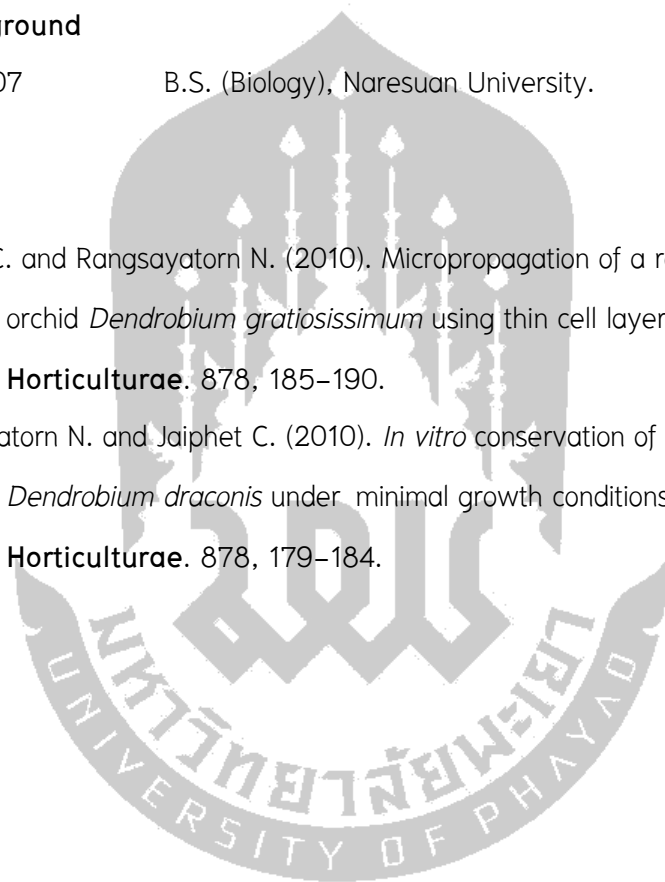 ground
07 B.S. (Biology), Naresuan University.
C. and Rangsayatorn N. (2010). Micropropagation of a r
orchid Dendrobium gratiosissimum using thin cell layer
Horticulturae. 878, 185–190.
atorn N. and Jaiphet C. (2010). In vitro conservation of
Dendrobium draconis under minimal growth conditions
Horticulturae. 878, 179–184.
มหาวิทยาลัยพะเยา
UNIVERSITY OF PHAYAO